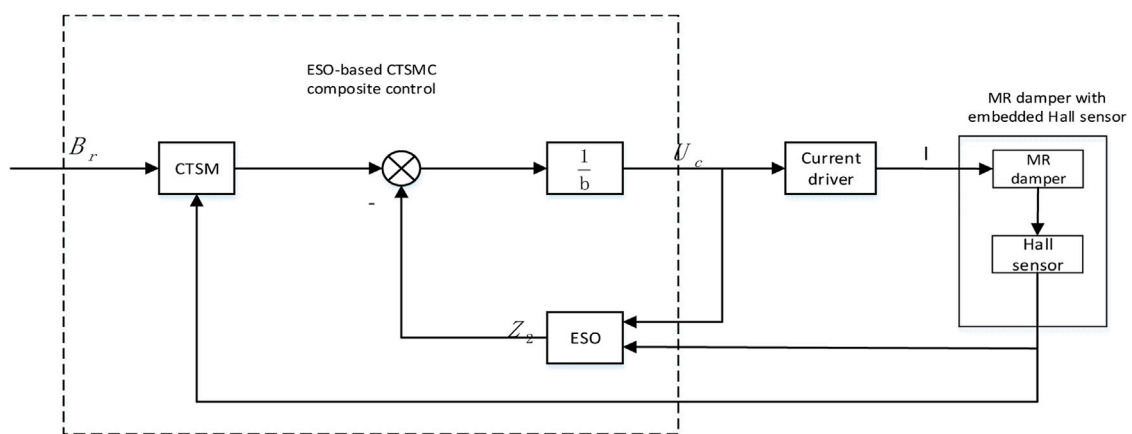 ESO-based CTSMC
composite control
MR damper with
embedded Hall sensor
B_r
CTSM
1
b
U_c
Current
driver
I
MR
damper
-
Hall
sensor
Z_2
ESO